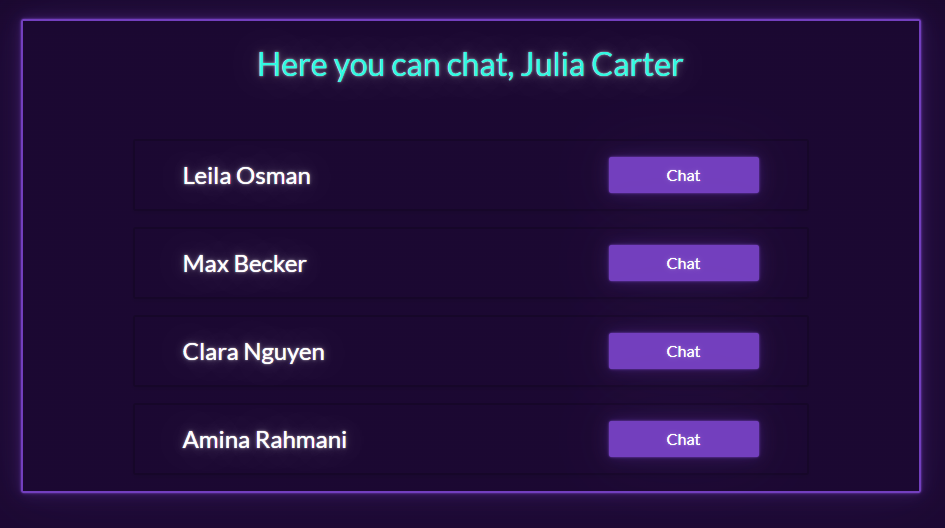 Here you can chat, Julia Carter
Leila Osman Chat
Max Becker Chat
Clara Nguyen Chat
Amina Rahmani Chat